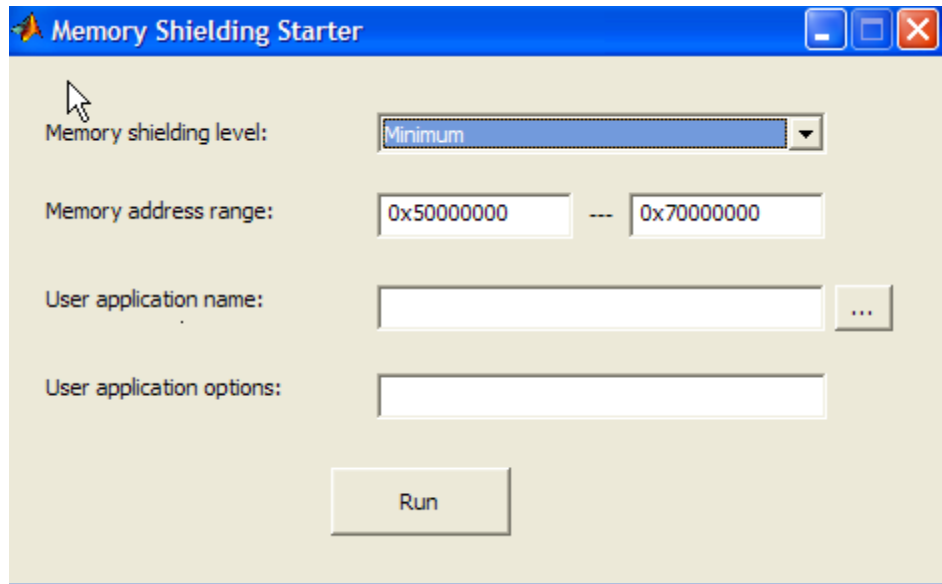 Memory Shielding Starter
Memory shielding level: Minimum
Memory address range: 0x50000000 --- 0x70000000
User application name: ...
User application options:
Run